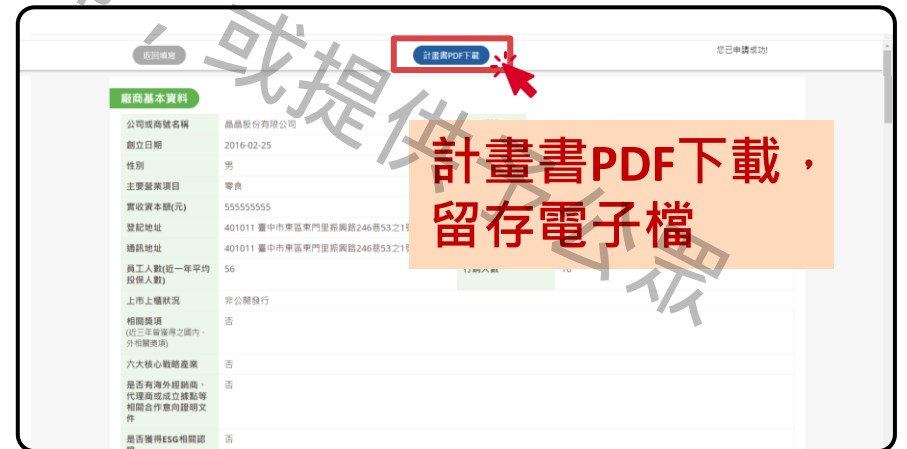 ，或提供予公眾
返回填寫
計畫書PDF下載
您已申請成功!
廠商基本資料
計畫書PDF下載，
留存電子檔
公司或商號名稱 晶晶股份有限公司
創立日期 2016-02-25
性別 男
主要營業項目 零食
實收資本額(元) 555555555
登記地址 401011 臺中市東區東門里振興路246巷53之1
通訊地址 401011 臺中市東區東門里振興路246巷53之1
員工人數(近一年平均
投保人數) 56
行銷人數 10
上市上櫃狀況 非公開發行
相關獎項 否
(近三年曾獲得之國內、
外相關獎項)
六大核心戰略產業 否
是否有海外經銷商、 否
代理商或成立據點等
相關合作意向證明文
件
是否獲得ESG相關認 否